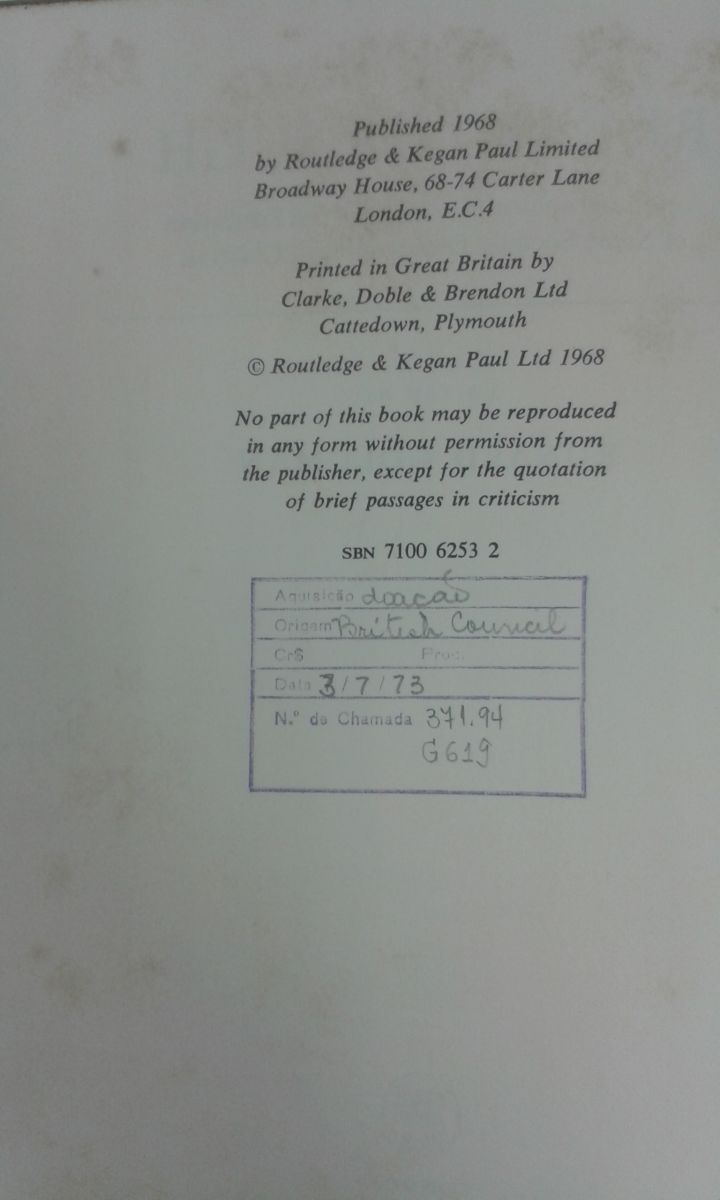 Published 1968
by Routledge & Kegan Paul Limited
Broadway House, 68-74 Carter Lane
London, E.C.4
Printed in Great Britain by
Clarke, Doble & Brendon Ltd
Cattedown, Plymouth
© Routledge & Kegan Paul Ltd 1968
No part of this book may be reproduced
in any form without permission from
the publisher, except for the quotation
of brief passages in criticism
SBN 7100 6253 2
Aquisição doação
Origem British Council
Cr$ Proc.
Data 3/7/73
N.º de Chamada 371.94
G619